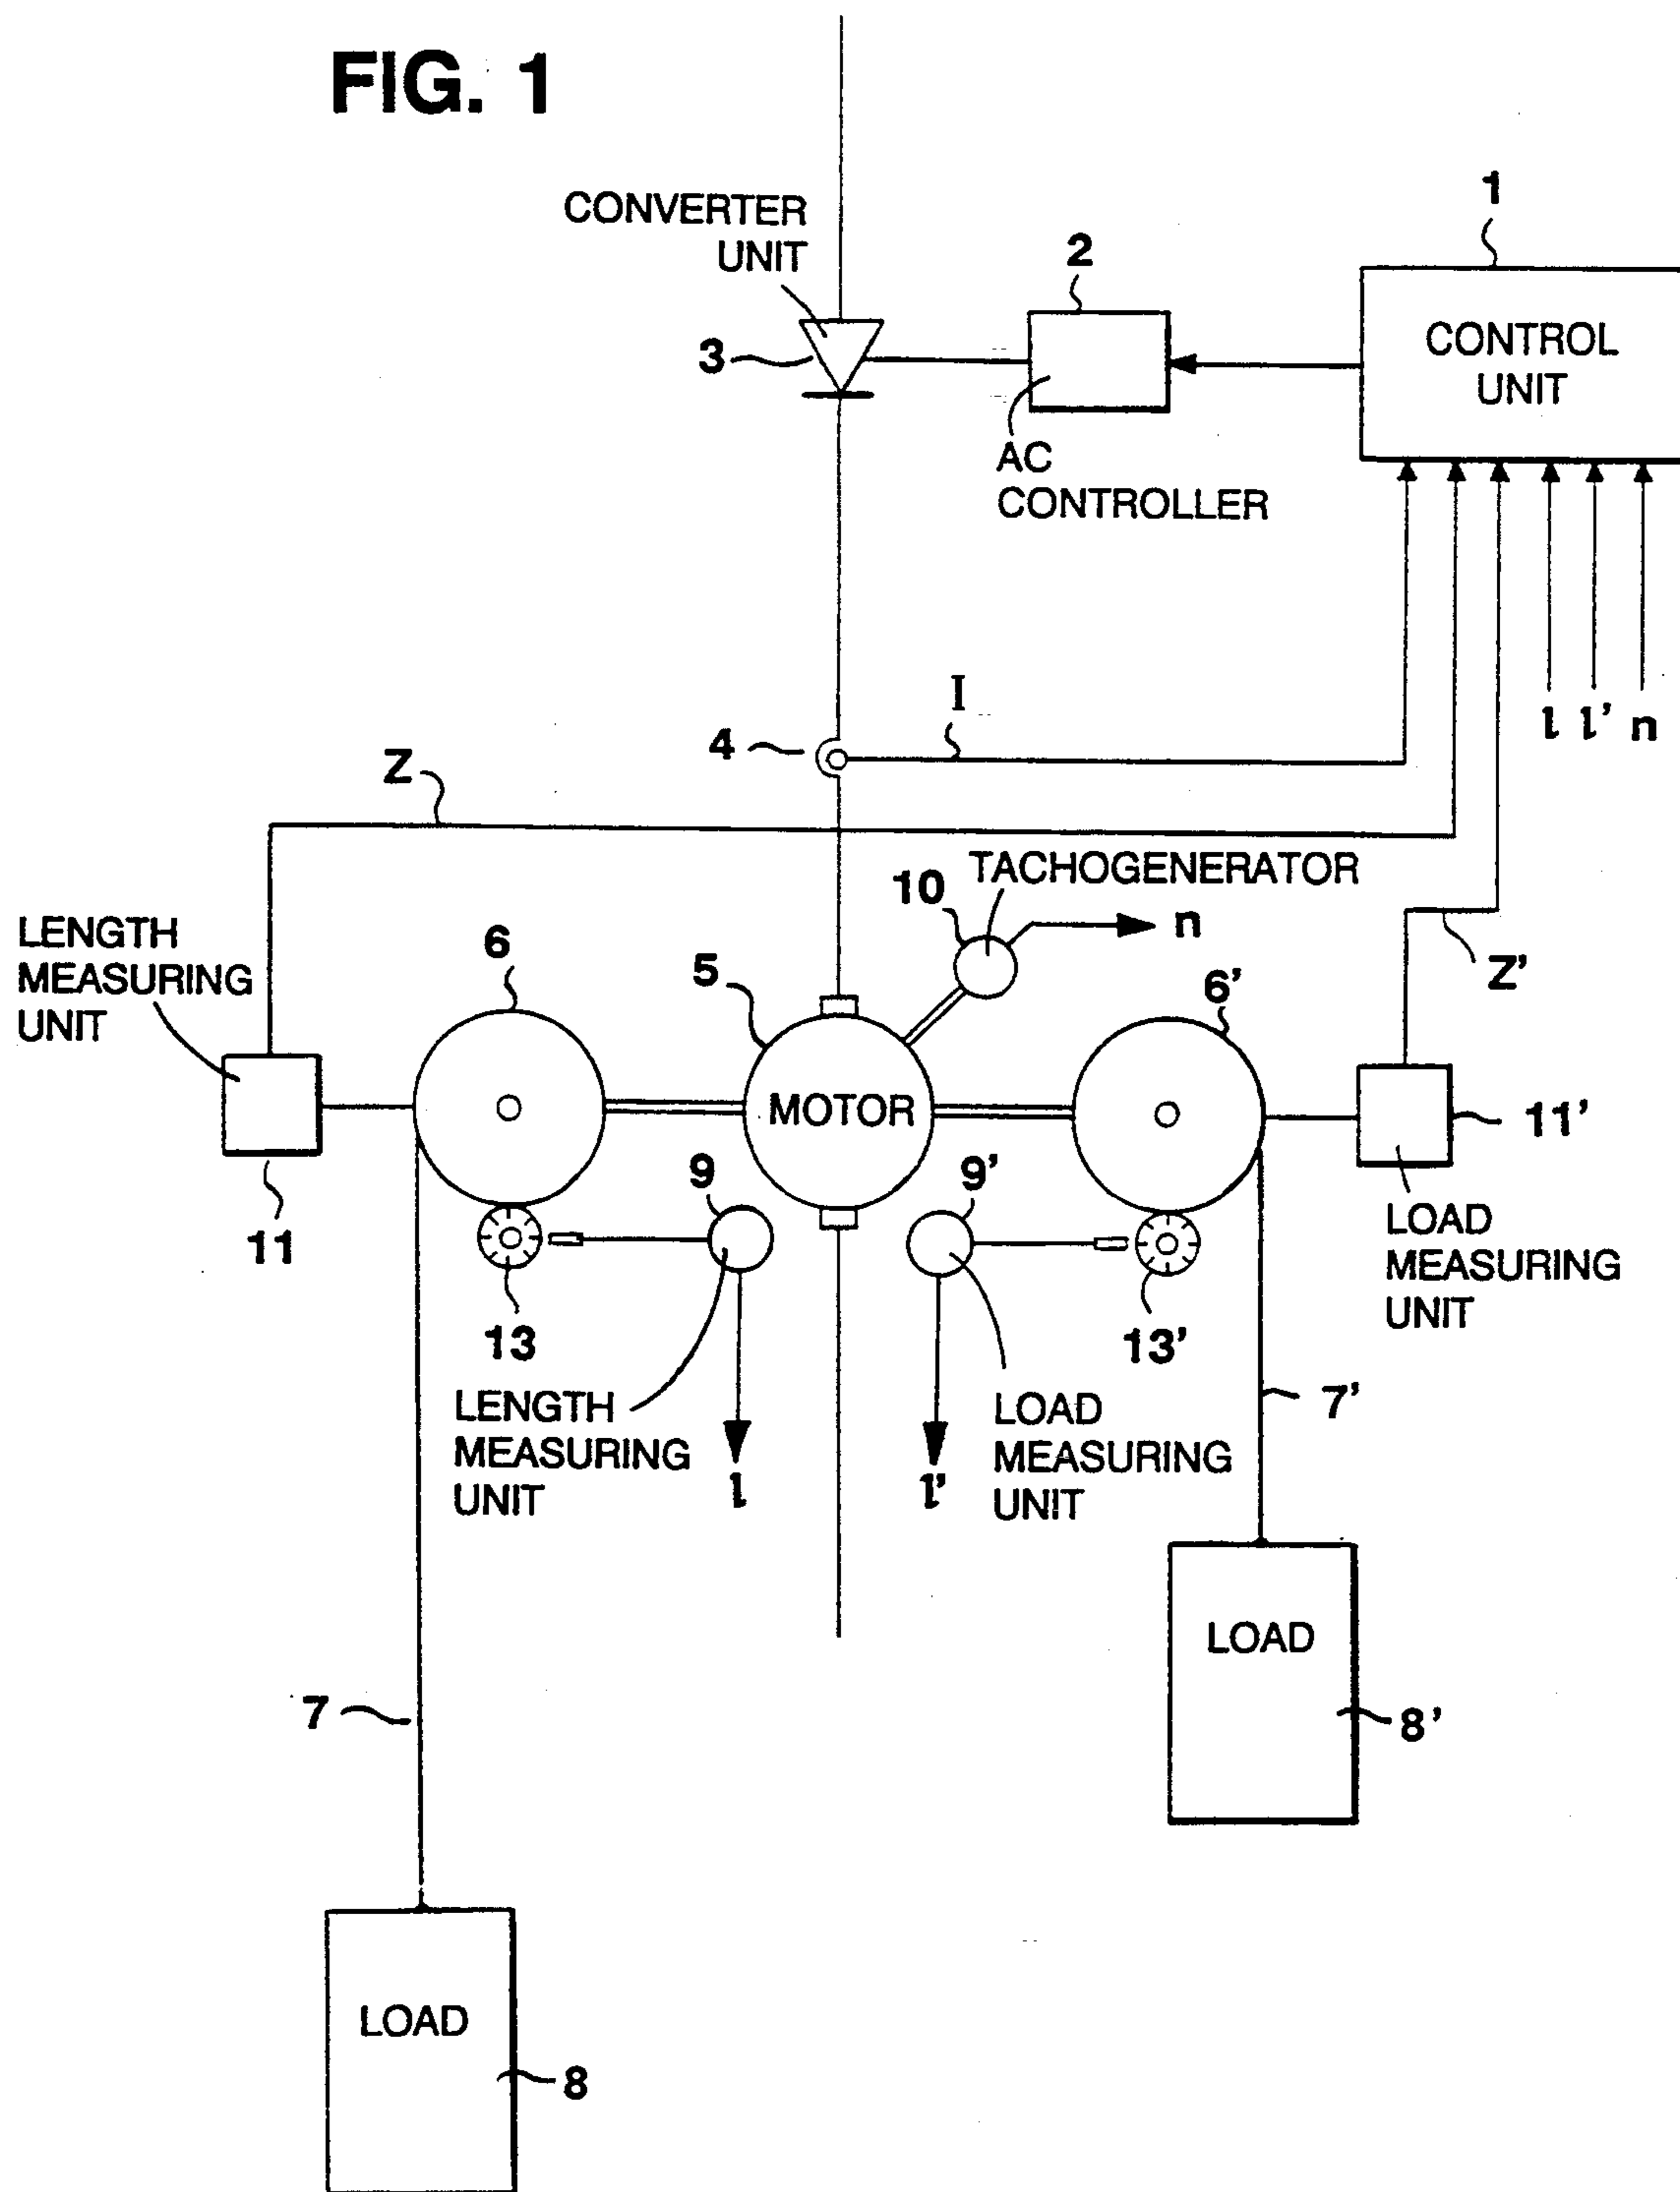 FIG. 1
CONVERTER
UNIT
1
2
3
CONTROL
UNIT
AC
CONTROLLER
I
l
l'
n
4
Z
TACHOGENERATOR
10
n
LENGTH
MEASURING
UNIT
6
5
6'
Z'
MOTOR
11'
11
9
9'
LOAD
MEASURING
UNIT
13
13'
LENGTH
MEASURING
UNIT
l
l'
LOAD
MEASURING
UNIT
7'
LOAD
7
8'
LOAD
8